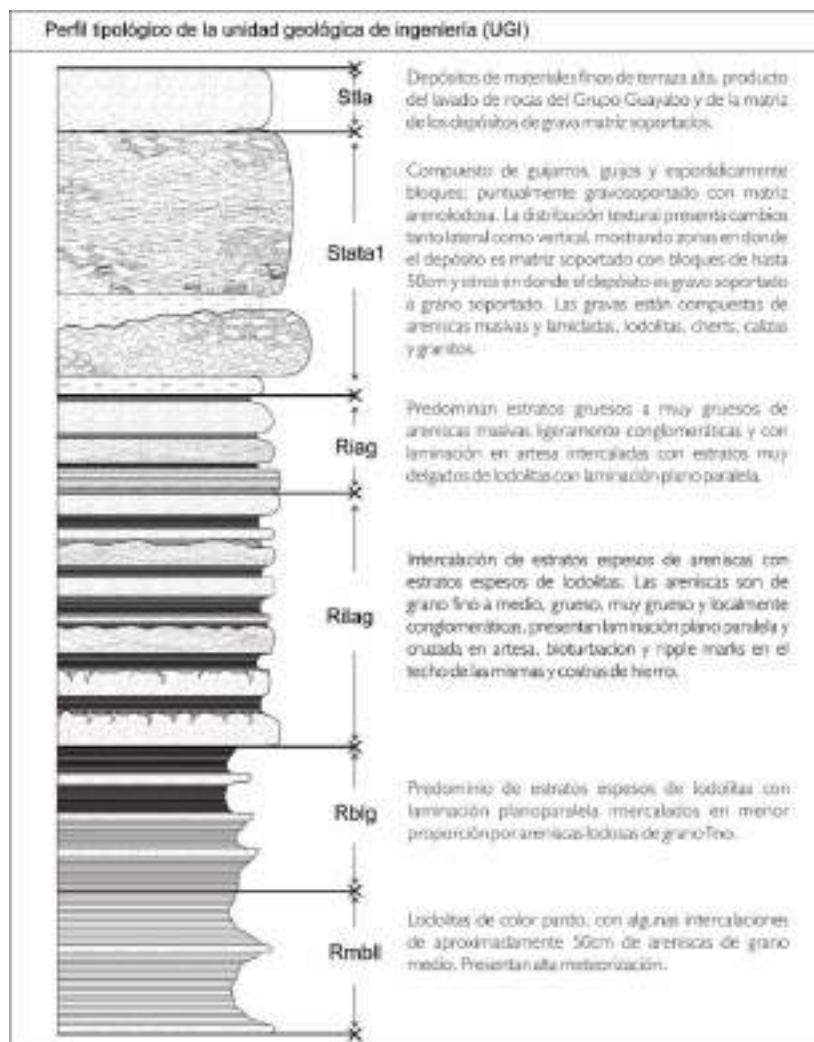 Perfil tipológico de la unidad geológica de ingeniería (UGI)
Stla
Depósitos de materiales finos de terraza alta, producto
del lavado de rocas del Grupo Guayabo y de la matriz
de los depósitos de grava matriz soportados.
Stata1
Compuesto de guijarros, guijos y esporádicamente
bloques; puntualmente gravosoportado con matriz
arenolodosa. La distribución textural presenta cambios
tanto lateral como vertical, mostrando zonas en donde
el depósito es matriz soportado con bloques de hasta
50cm y otros en donde el depósito es gravo soportado
a grano soportado. Las gravas están compuestas de
areniscas masivas y lamicladas, lodolitas, cherts, calizas
y granitos.
Riag
Predominan estratos gruesos a muy gruesos de
areniscas masivas ligeramente conglomeráticas y con
laminación en artesa intercaladas con estratos muy
delgados de lodolitas con laminación plano paralela.
Rilag
Intercalación de estratos espesos de areniscas con
estratos espesos de lodolitas. Las areniscas son de
grano fino a medio, grueso, muy grueso y localmente
conglomeráticas, presentan laminación plano paralela y
cruzada en artesa, bioturbacion y ripple marks en el
techo de las mismas y costras de hierro.
Rblg
Predominio de estratos espesos de lodolitas con
laminación planoparalela intercalados en menor
proporción por areniscas lodosas de grano fino.
Rmbll
Lodolitas de color pardo, con algunas intercalaciones
de aproximadamente 50cm de areniscas de grano
medio. Presentan alta meteorización.